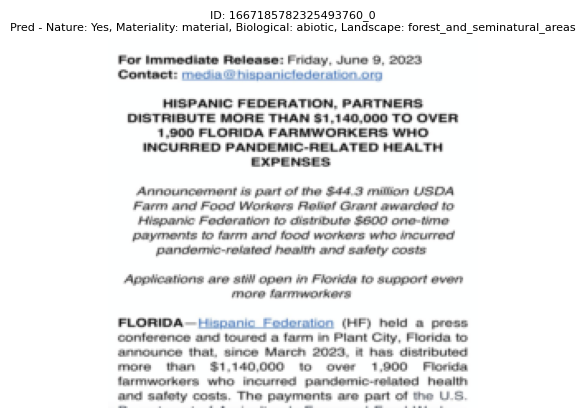 ID: 1667185782325493760_0
Pred - Nature: Yes, Materiality: material, Biological: abiotic, Landscape: forest_and_seminatural_areas
For Immediate Release: Friday, June 9, 2023
Contact: media@hispanicfederation.org
HISPANIC FEDERATION, PARTNERS
DISTRIBUTE MORE THAN $1,140,000 TO OVER
1,900 FLORIDA FARMWORKERS WHO
INCURRED PANDEMIC-RELATED HEALTH
EXPENSES
Announcement is part of the $44.3 million USDA
Farm and Food Workers Relief Grant awarded to
Hispanic Federation to distribute $600 one-time
payments to farm and food workers who incurred
pandemic-related health and safety costs
Applications are still open in Florida to support even
more farmworkers
FLORIDA—Hispanic Federation (HF) held a press
conference and toured a farm in Plant City, Florida to
announce that, since March 2023, it has distributed
more than $1,140,000 to over 1,900 Florida
farmworkers who incurred pandemic-related health
and safety costs. The payments are part of the U.S.